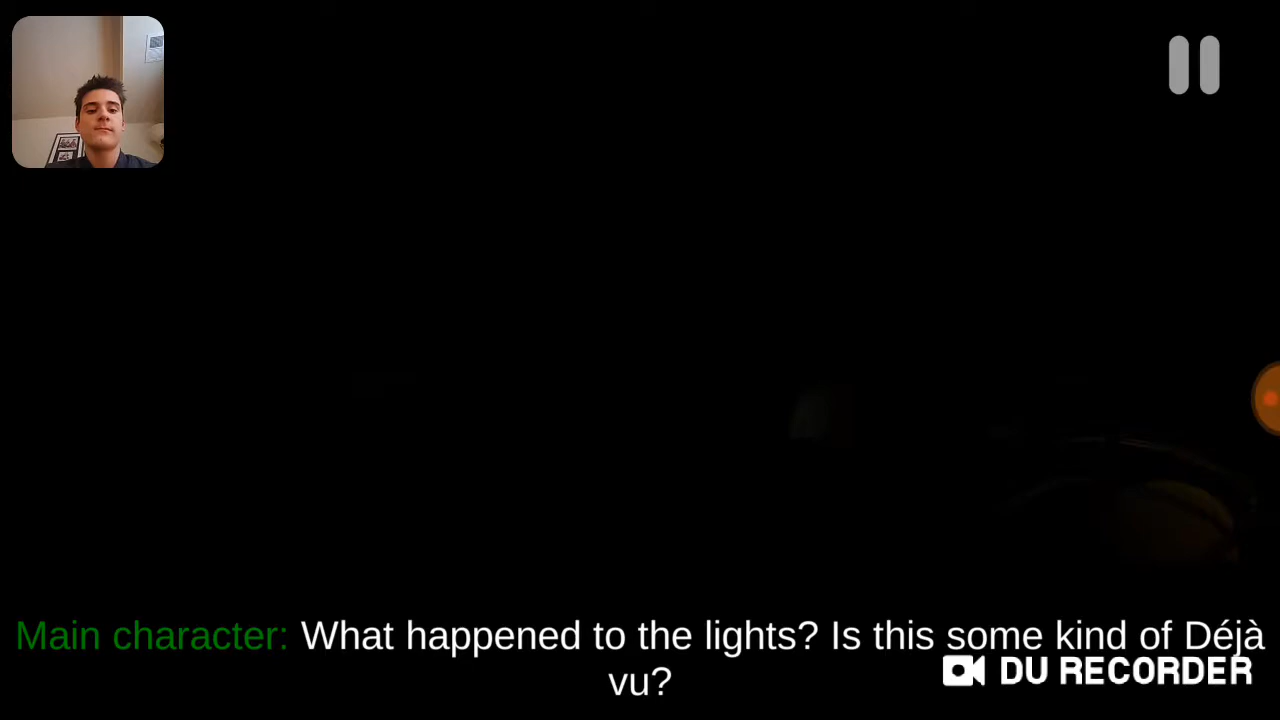 Main character: What happened to the lights? Is this some kind of Déjà
vu?
DU RECORDER